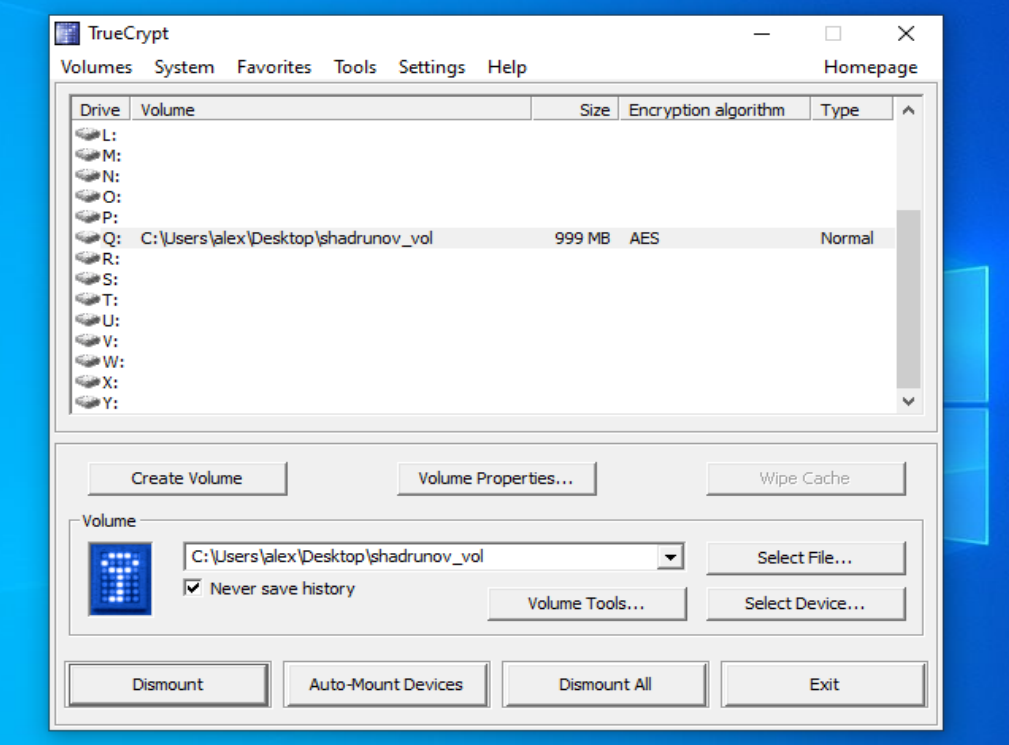 TrueCrypt
Volumes System Favorites Tools Settings Help Homepage
Drive Volume Size Encryption algorithm Type
L:
M:
N:
O:
P:
Q: C:\Users\alex\Desktop\shadrunov_vol 999 MB AES Normal
R:
S:
T:
U:
V:
W:
X:
Y:
Create Volume Volume Properties... Wipe Cache
Volume
C:\Users\alex\Desktop\shadrunov_vol Select File...
Never save history
Volume Tools... Select Device...
Dismount Auto-Mount Devices Dismount All Exit